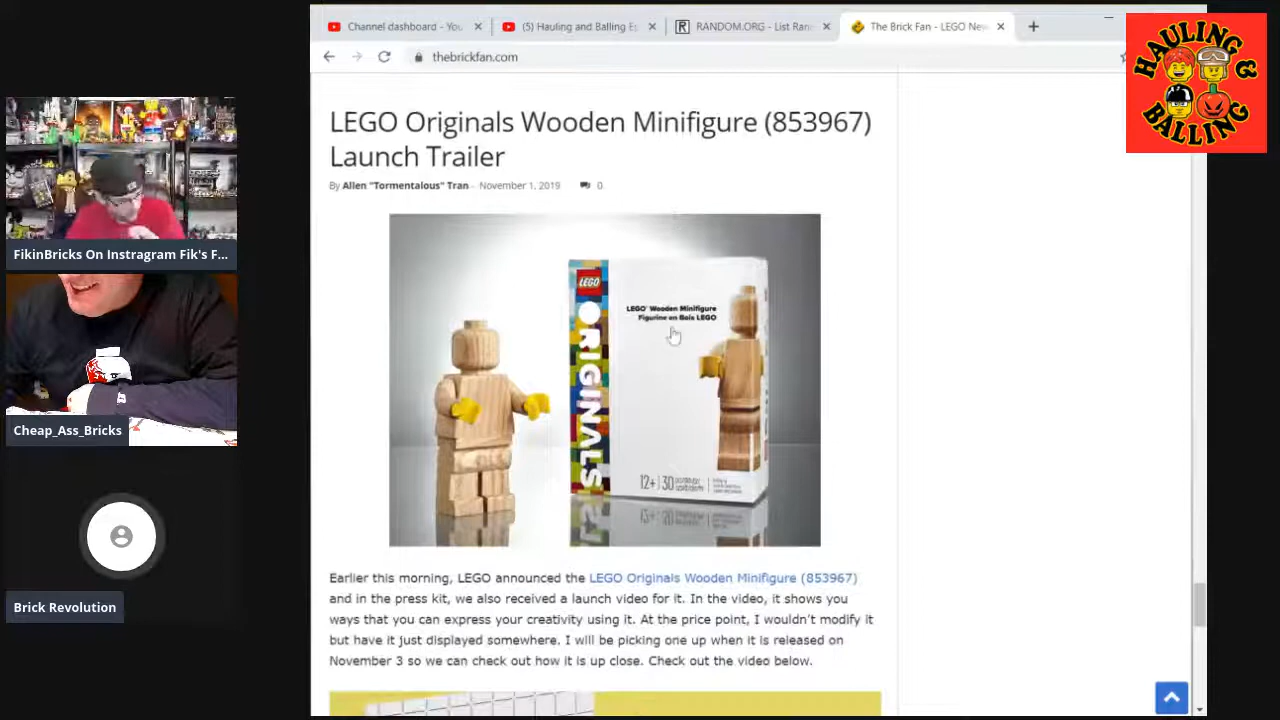 Channel dashboard - You
(5) Hauling and Balling Ep
RANDOM.ORG - List Ran
The Brick Fan - LEGO New
thebrickfan.com
HAULING &
BALLING
LEGO Originals Wooden Minifigure (853967)
Launch Trailer
By Allen "Tormentalous" Tran - November 1, 2019 0
LEGO
ORIGINALS
LEGO Wooden Minifigure
Figurine en Bois LEGO
12+ 30
FikinBricks On Instragram Fik's F...
Cheap_Ass_Bricks
Brick Revolution
Earlier this morning, LEGO announced the LEGO Originals Wooden Minifigure (853967)
and in the press kit, we also received a launch video for it. In the video, it shows you
ways that you can express your creativity using it. At the price point, I wouldn't modify it
but have it just displayed somewhere. I will be picking one up when it is released on
November 3 so we can check out how it is up close. Check out the video below.